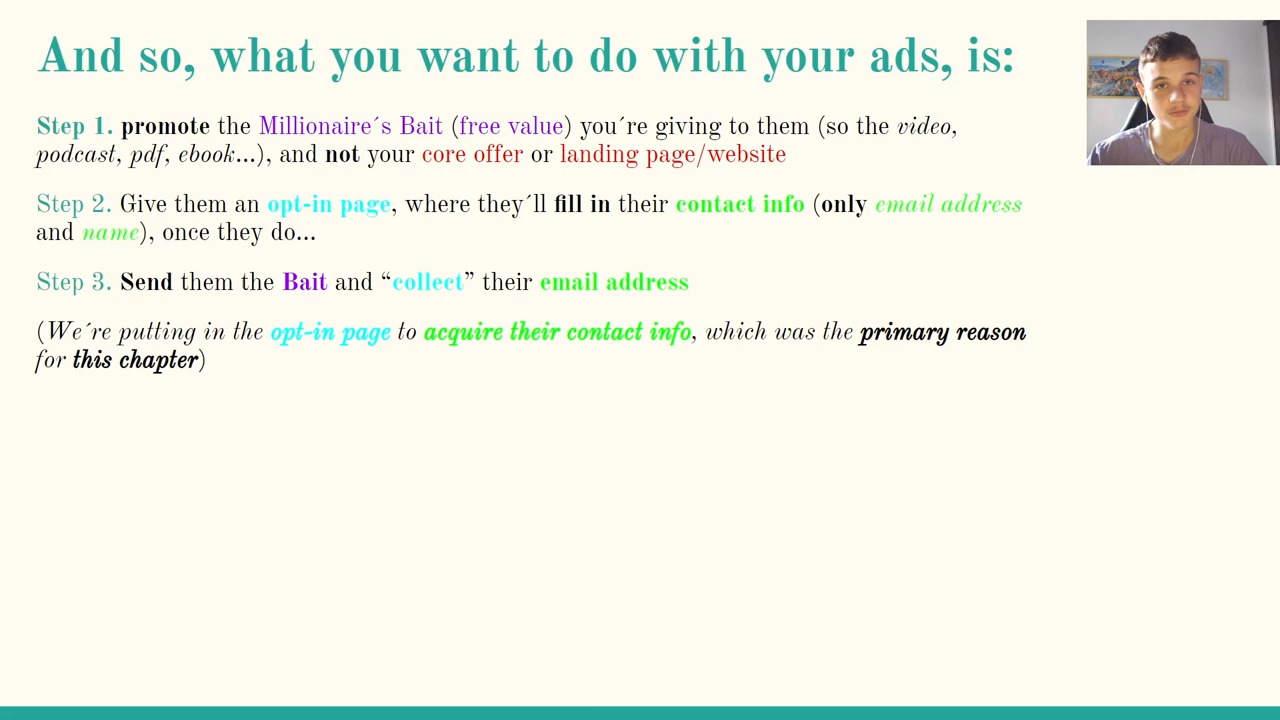 And so, what you want to do with your ads, is:
Step 1. promote the Millionaire´s Bait (free value) you´re giving to them (so the video,
podcast, pdf, ebook...), and not your core offer or landing page/website
Step 2. Give them an opt-in page, where they´ll fill in their contact info (only email address
and name), once they do...
Step 3. Send them the Bait and “collect” their email address
(We´re putting in the opt-in page to acquire their contact info, which was the primary reason
for this chapter)